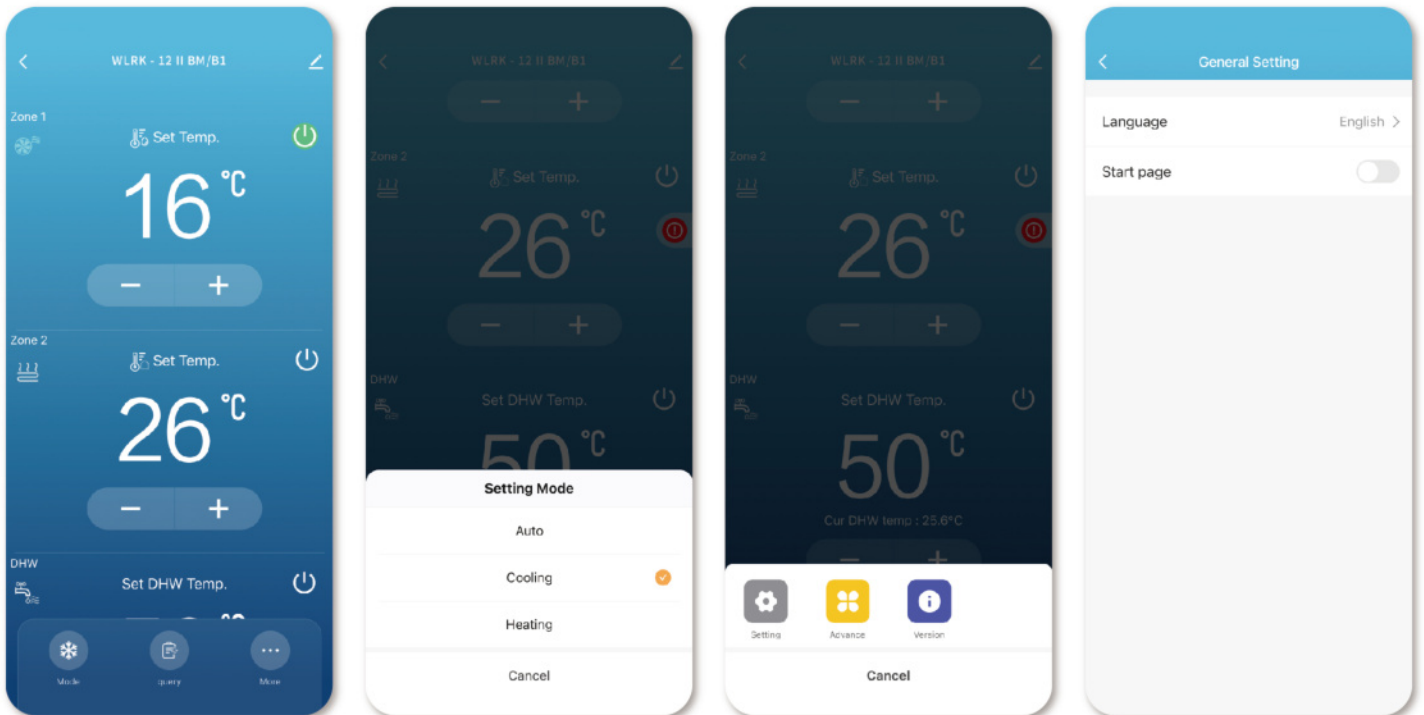 WLRK - 12 II BM/B1
Zone 1
Set Temp.
16 °C
− +
Zone 2
Set Temp.
26 °C
− +
DHW
Set DHW Temp.
Mode query More
WLRK - 12 II BM/B1
− +
Zone 2
Set Temp.
26 °C
− +
DHW
Set DHW Temp.
50 °C
Setting Mode
Auto
Cooling
Heating
Cancel
WLRK - 12 II BM/B1
− +
Zone 2
Set Temp.
26 °C
− +
DHW
Set DHW Temp.
50 °C
Cur DHW temp : 25.6°C
− +
Setting Advance Version
Cancel
General Setting
Language English >
Start page